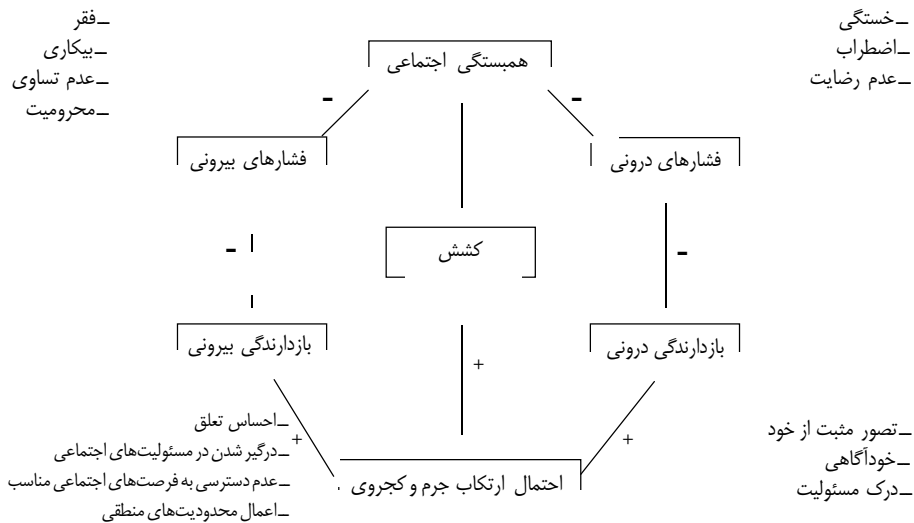 ـخستگی
ـاضطراب
ـعدم رضایت
ـفقر
ـبیکاری
ـعدم تساوی
ـمحرومیت
همبستگی اجتماعی
-
-
فشارهای درونی
فشارهای بیرونی
کشش
-
-
بازدارندگی درونی
بازدارندگی بیرونی
+
+
+
ـتصور مثبت از خود
ـخودآگاهی
ـدرک مسئولیت
ـاحساس تعلق
ـدرگیر شدن در مسئولیت‌های اجتماعی
ـعدم دسترسی به فرصت‌های اجتماعی مناسب
ـاعمال محدودیت‌های منطقی
احتمال ارتکاب جرم و کجروی .